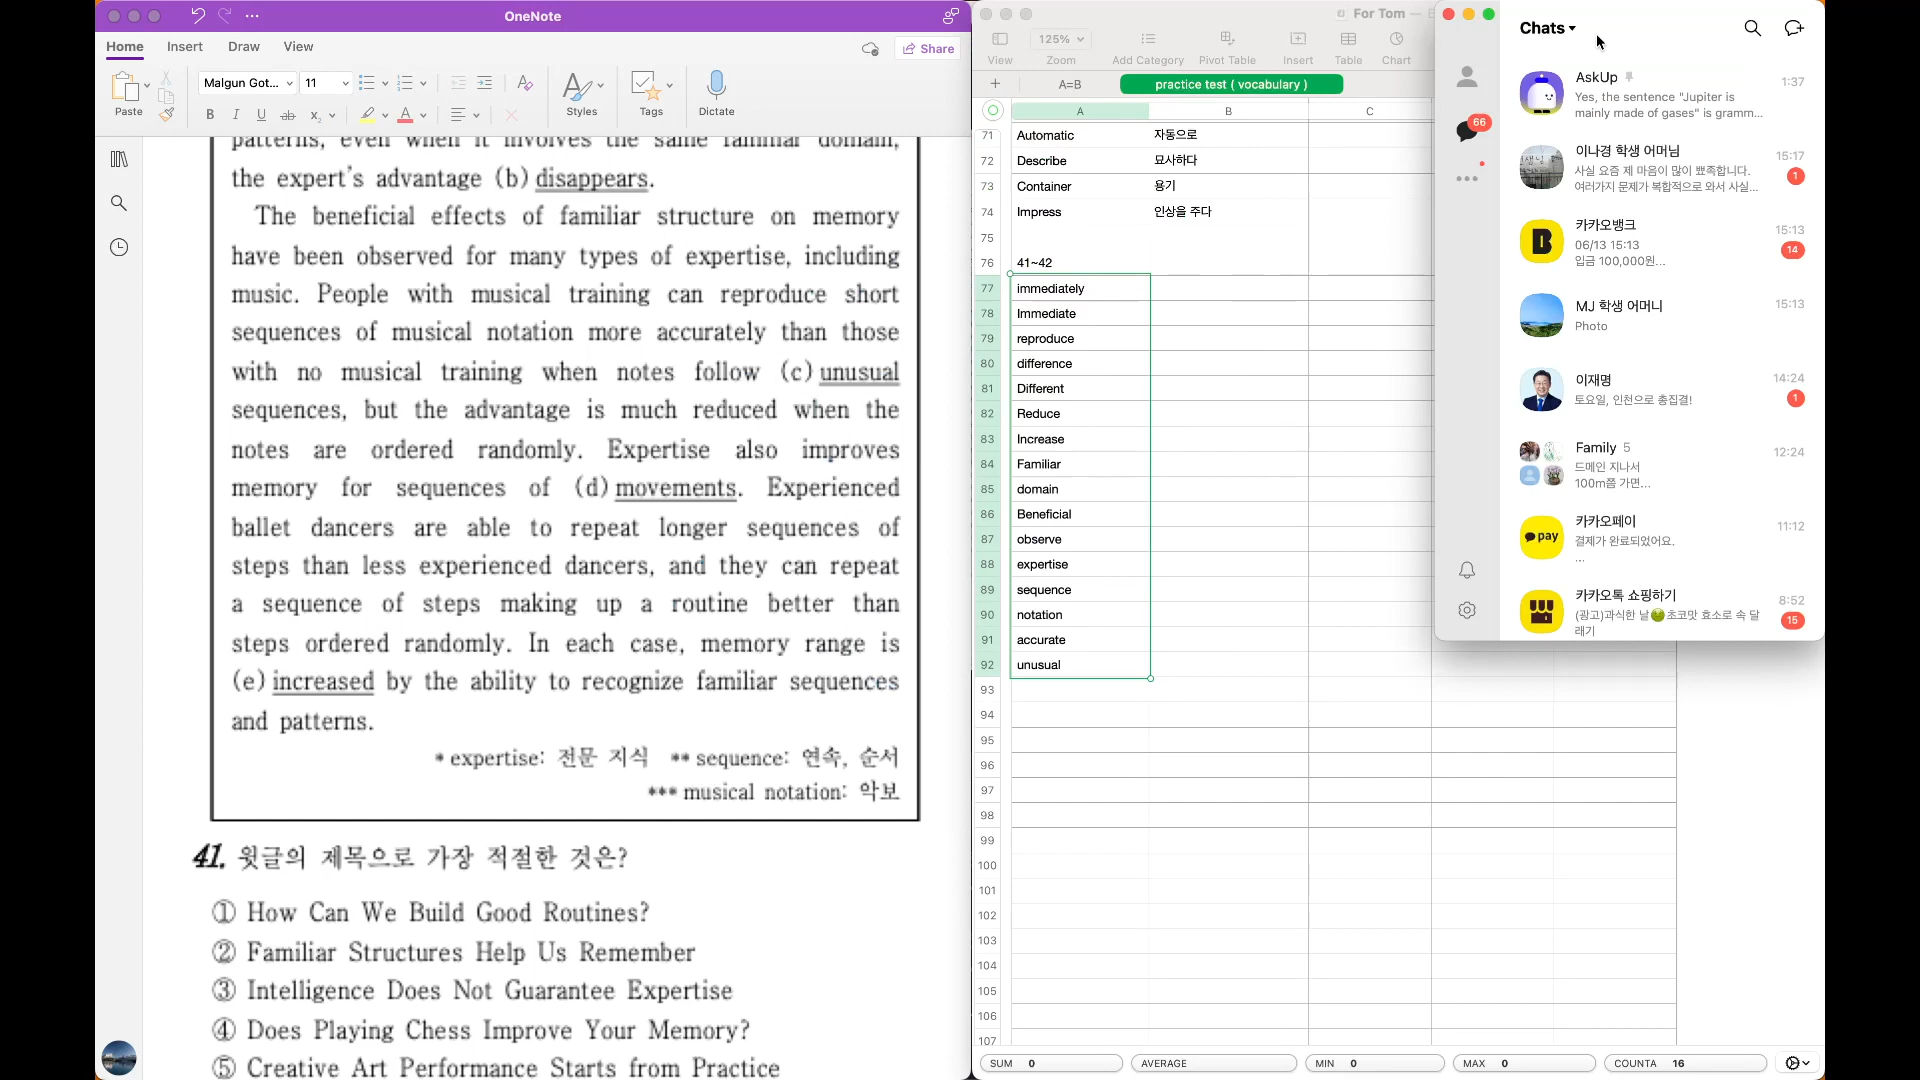 OneNote
Home Insert Draw View
Share
Malgun Got... 11
Paste
Styles
Tags
Dictate
patterns, even when it involves the same familiar domain,
the expert's advantage (b) disappears.
The beneficial effects of familiar structure on memory
have been observed for many types of expertise, including
music. People with musical training can reproduce short
sequences of musical notation more accurately than those
with no musical training when notes follow (c) unusual
sequences, but the advantage is much reduced when the
notes are ordered randomly. Expertise also improves
memory for sequences of (d) movements. Experienced
ballet dancers are able to repeat longer sequences of
steps than less experienced dancers, and they can repeat
a sequence of steps making up a routine better than
steps ordered randomly. In each case, memory range is
(e) increased by the ability to recognize familiar sequences
and patterns.
* expertise: 전문 지식 ** sequence: 연속, 순서
*** musical notation: 악보
41. 윗글의 제목으로 가장 적절한 것은?
① How Can We Build Good Routines?
② Familiar Structures Help Us Remember
③ Intelligence Does Not Guarantee Expertise
④ Does Playing Chess Improve Your Memory?
⑤ Creative Art Performance Starts from Practice
For Tom —
125%
View Zoom Add Category Pivot Table Insert Table Chart
A=B practice test ( vocabulary )
A B C
71 Automatic 자동으로
72 Describe 묘사하다
73 Container 용기
74 Impress 인상을 주다
75
76 41~42
77 immediately
78 Immediate
79 reproduce
80 difference
81 Different
82 Reduce
83 Increase
84 Familiar
85 domain
86 Beneficial
87 observe
88 expertise
89 sequence
90 notation
91 accurate
92 unusual
93
94
95
96
97
98
99
100
101
102
103
104
105
106
107
SUM 0 AVERAGE MIN 0 MAX 0 COUNTA 16
Chats
66
AskUp 1:37
Yes, the sentence "Jupiter is
mainly made of gases" is gramm...
이나경 학생 어머님 15:17
사실 요즘 제 마음이 많이 뾰족합니다. 1
여러가지 문제가 복합적으로 와서 사실...
카카오뱅크 15:13
06/13 15:13 14
입금 100,000원...
MJ 학생 어머니 15:13
Photo
이재명 14:24
토요일, 인천으로 총집결! 1
Family 5 12:24
드메인 지나서
100m쯤 가면...
카카오페이 11:12
pay 결제가 완료되었어요.
...
카카오톡 쇼핑하기 8:52
(광고)과식한 날🤢초코맛 효소로 속 달 15
래기